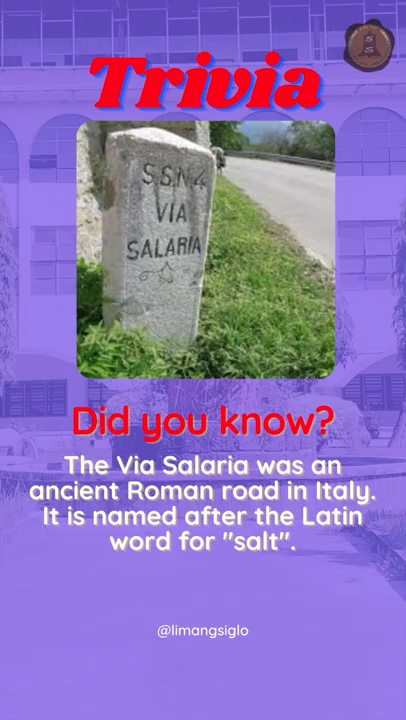 Trivia
S.S.N 4
VIA
SALARIA
Did you know?
The Via Salaria was an
ancient Roman road in Italy.
It is named after the Latin
word for "salt".
@limangsiglo